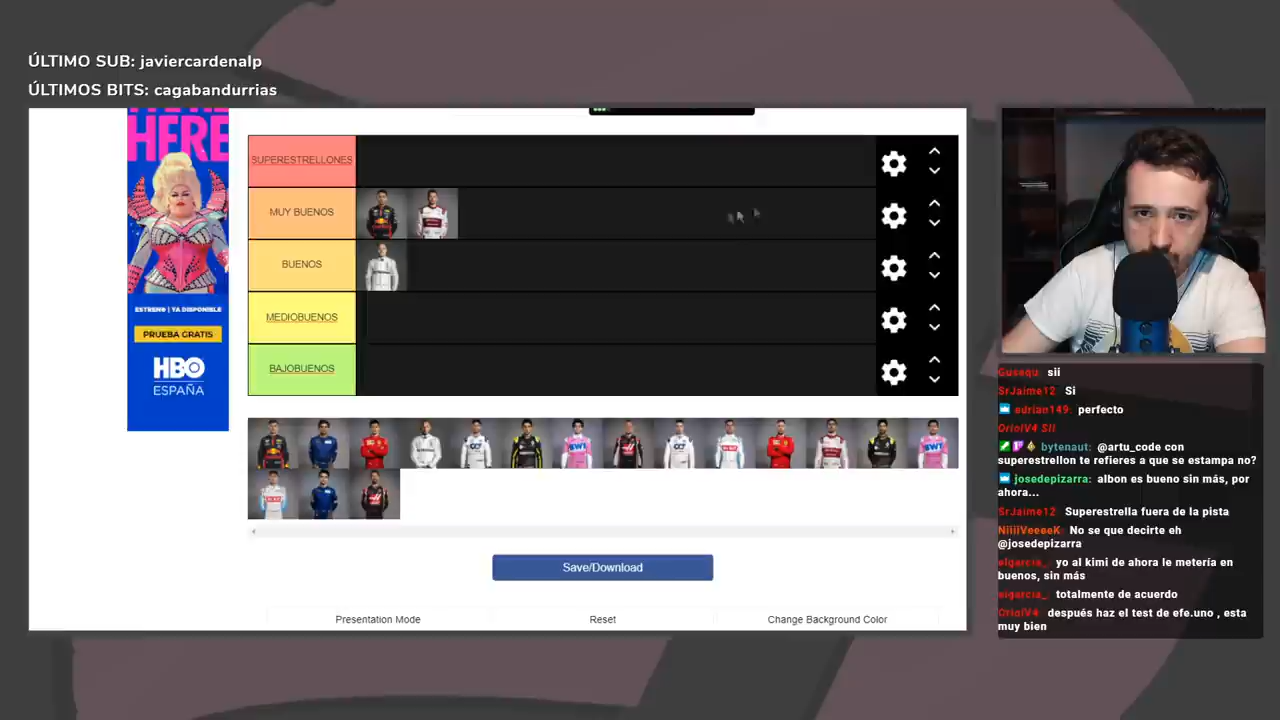 ÚLTIMO SUB: javiercardenalp
ÚLTIMOS BITS: cagabandurrias
HERE
ESTRENO | YA DISPONIBLE
PRUEBA GRATIS
HBO
ESPAÑA
SUPERESTRELLONES
MUY BUENOS
BUENOS
MEDIOBUENOS
BAJOBUENOS
Save/Download
Presentation Mode
Reset
Change Background Color
Gusequ: sii
SrJaime12: Si
edrian149: perfecto
OriolV4 SII
bytenaut: @artu_code con
superestrellon te refieres a que se estampa no?
josedepizarra: albon es bueno sin más, por
ahora...
SrJaime12: Superestrella fuera de la pista
NiiiiVeeeeK: No se que decirte eh
@josedepizarra
elgarcia_: yo al kimi de ahora le metería en
buenos, sin más
elgarcia_: totalmente de acuerdo
OriolV4: después haz el test de efe.uno , esta
muy bien